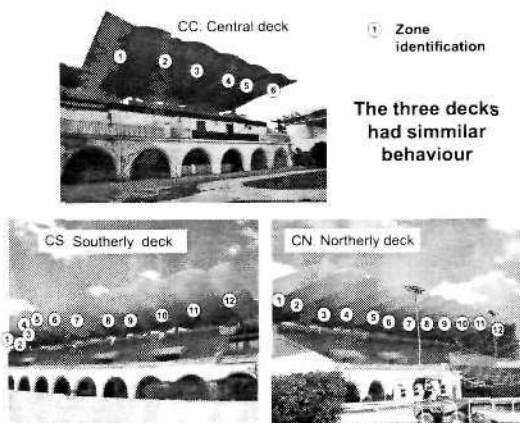 CC: Central deck
1 Zone
identification
1 2 3 4 5 6
The three decks
had simmilar
behaviour
CS Southerly deck
1 2 3 4 5 6 7 8 9 10 11 12
CN Northerly deck
1 2 3 4 5 6 7 8 9 10 11 12